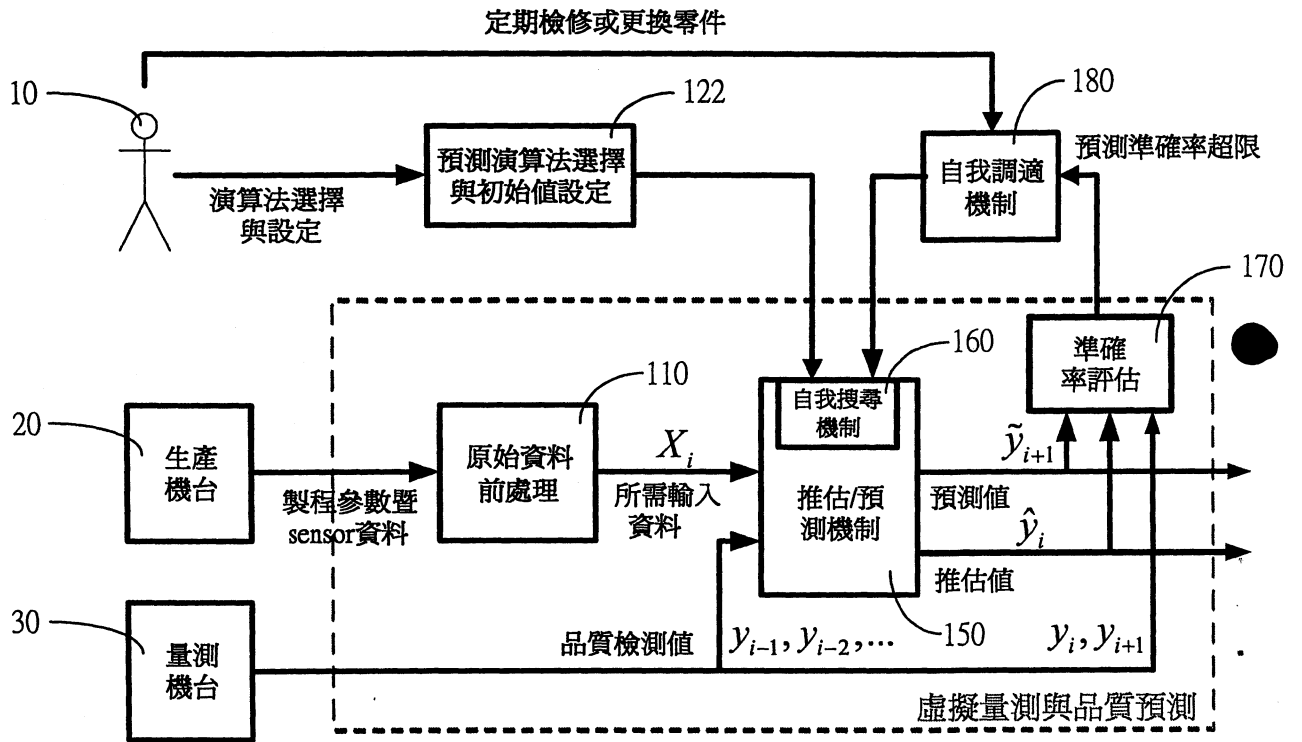 定期檢修或更換零件
10
122
180
預測演算法選擇
與初始值設定
自我調適
機制
預測準確率超限
演算法選擇
與設定
170
準確
率評估
160
自我搜尋
機制
110
20
生產
機台
原始資料
前處理
X_i
ỹ_{i+1}
製程參數暨
sensor資料
所需輸入
資料
推估/預
測機制
預測值
ŷ_i
推估值
30
量測
機台
品質檢測值
y_{i-1}, y_{i-2},...
150
y_i, y_{i+1}
虛擬量測與品質預測